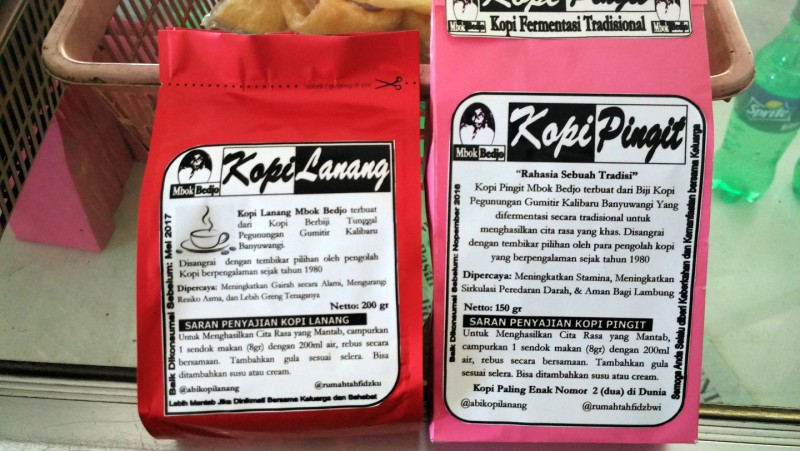 Kopi Lanang
Mbok Bedjo
Kopi Lanang Mbok Bedjo terbuat
dari Kopi Berbiji Tunggal
Pegunungan Gumitir Kalibaru
Banyuwangi.
Disangrai dengan tembikar pilihan oleh pengolah
Kopi berpengalaman sejak tahun 1980
Dipercaya: Meningkatkan Gairah secara Alami, Mengurangi
Resiko Asma, dan Lebih Greng Tenaganya
Netto: 200 gr
SARAN PENYAJIAN KOPI LANANG
Untuk Menghasilkan Cita Rasa yang Mantab, campurkan
1 sendok makan (8gr) dengan 200ml air, rebus secara
bersamaan. Tambahkan gula sesuai selera. Bisa
ditambahkan susu atau cream.
@abikopilanang @rumahtahfidzku
Lebih Mantab Jika Dinikmati Bersama Keluarga dan Sahabat
Baik Dikonsumsi Sebelum: Mei 2017
Kopi Pingit
Mbok Bedjo
Kopi Fermentasi Tradisional
Kopi Pingit
Mbok Bedjo
"Rahasia Sebuah Tradisi"
Kopi Pingit Mbok Bedjo terbuat dari Biji Kopi
Pegunungan Gumitir Kalibaru Banyuwangi Yang
difermentasi secara tradisional untuk
menghasilkan cita rasa yang khas. Disangrai
dengan tembikar pilihan oleh para pengolah kopi
yang berpengalaman sejak tahun 1980
Dipercaya: Meningkatkan Stamina, Meningkatkan
Sirkulasi Peredaran Darah, & Aman Bagi Lambung
Netto: 150 gr
SARAN PENYAJIAN KOPI PINGIT
Untuk Menghasilkan Cita Rasa yang Mantab,
campurkan 1 sendok makan (8gr) dengan 200ml
air, rebus secara bersamaan. Tambahkan gula
sesuai selera. Bisa ditambahkan susu atau cream.
Kopi Paling Enak Nomor 2 (dua) di Dunia
@abikopilanang @rumahtahfidzbwi
Baik Dikonsumsi Sebelum: Nopember 2016
Semoga Anda Selalu diberi Keberkahan dan Kemanfaatan bersama Keluarga
Sprite